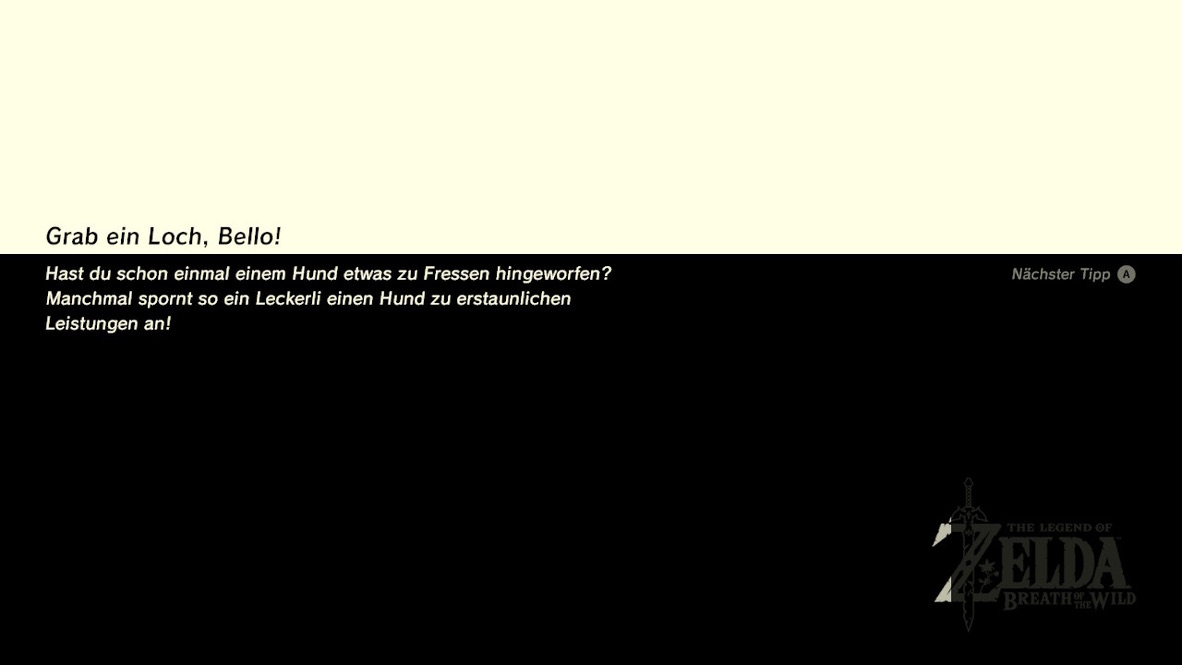 Grab ein Loch, Bello!
Hast du schon einmal einem Hund etwas zu Fressen hingeworfen?
Manchmal spornt so ein Leckerli einen Hund zu erstaunlichen
Leistungen an!
Nächster Tipp A
THE LEGEND OF
ZELDA
BREATH OF THE WILD